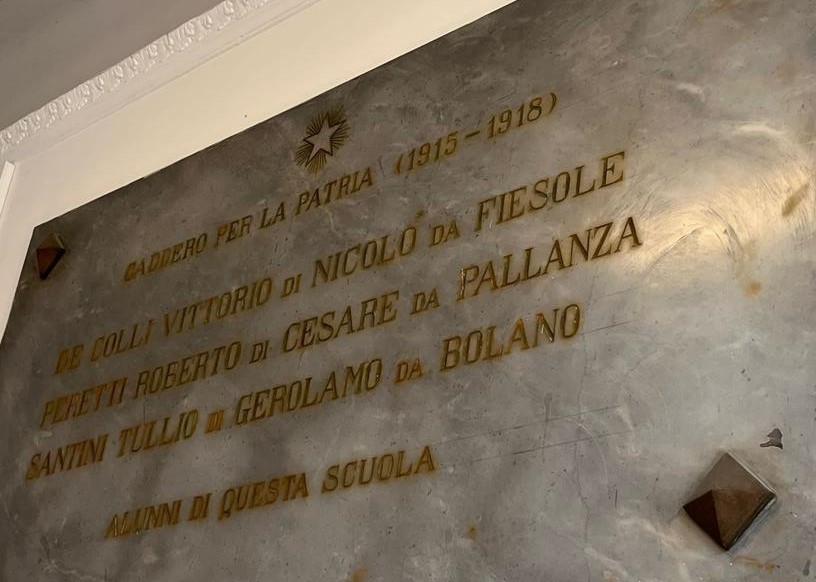 CADDERO PER LA PATRIA (1915-1918)
DE COLLI VITTORIO DI NICOLO' DA FIESOLE
PERETTI ROBERTO DI CESARE DA PALLANZA
SANTINI TULLIO DI GEROLAMO DA BOLANO
ALUNNI DI QUESTA SCUOLA